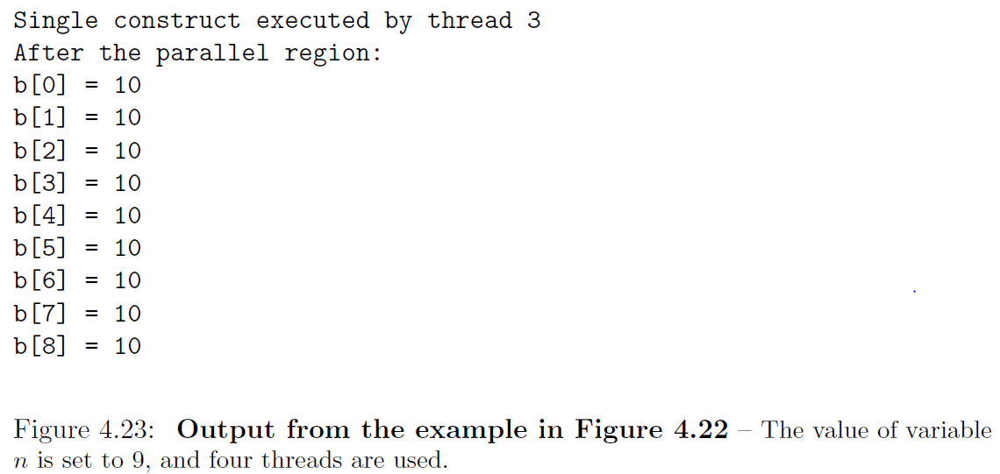 Single construct executed by thread 3
After the parallel region:
b[0] = 10
b[1] = 10
b[2] = 10
b[3] = 10
b[4] = 10
b[5] = 10
b[6] = 10
b[7] = 10
b[8] = 10
Figure 4.23: Output from the example in Figure 4.22 – The value of variable
n is set to 9, and four threads are used.